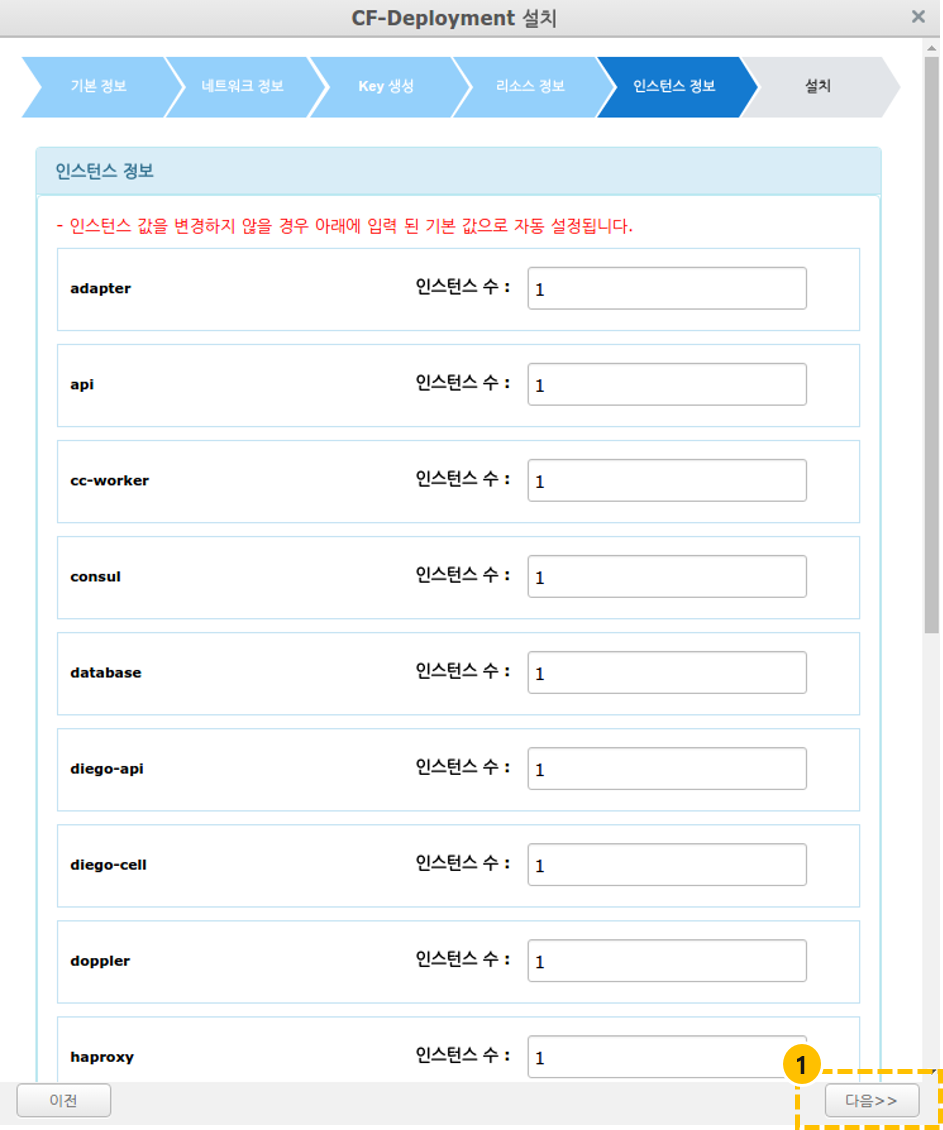 CF-Deployment 설치
기본 정보
네트워크 정보
Key 생성
리소스 정보
인스턴스 정보
설치
인스턴스 정보
- 인스턴스 값을 변경하지 않을 경우 아래에 입력 된 기본 값으로 자동 설정됩니다.
adapter 인스턴스 수 : 1
api 인스턴스 수 : 1
cc-worker 인스턴스 수 : 1
consul 인스턴스 수 : 1
database 인스턴스 수 : 1
diego-api 인스턴스 수 : 1
diego-cell 인스턴스 수 : 1
doppler 인스턴스 수 : 1
haproxy 인스턴스 수 : 1
1
이전
다음>>